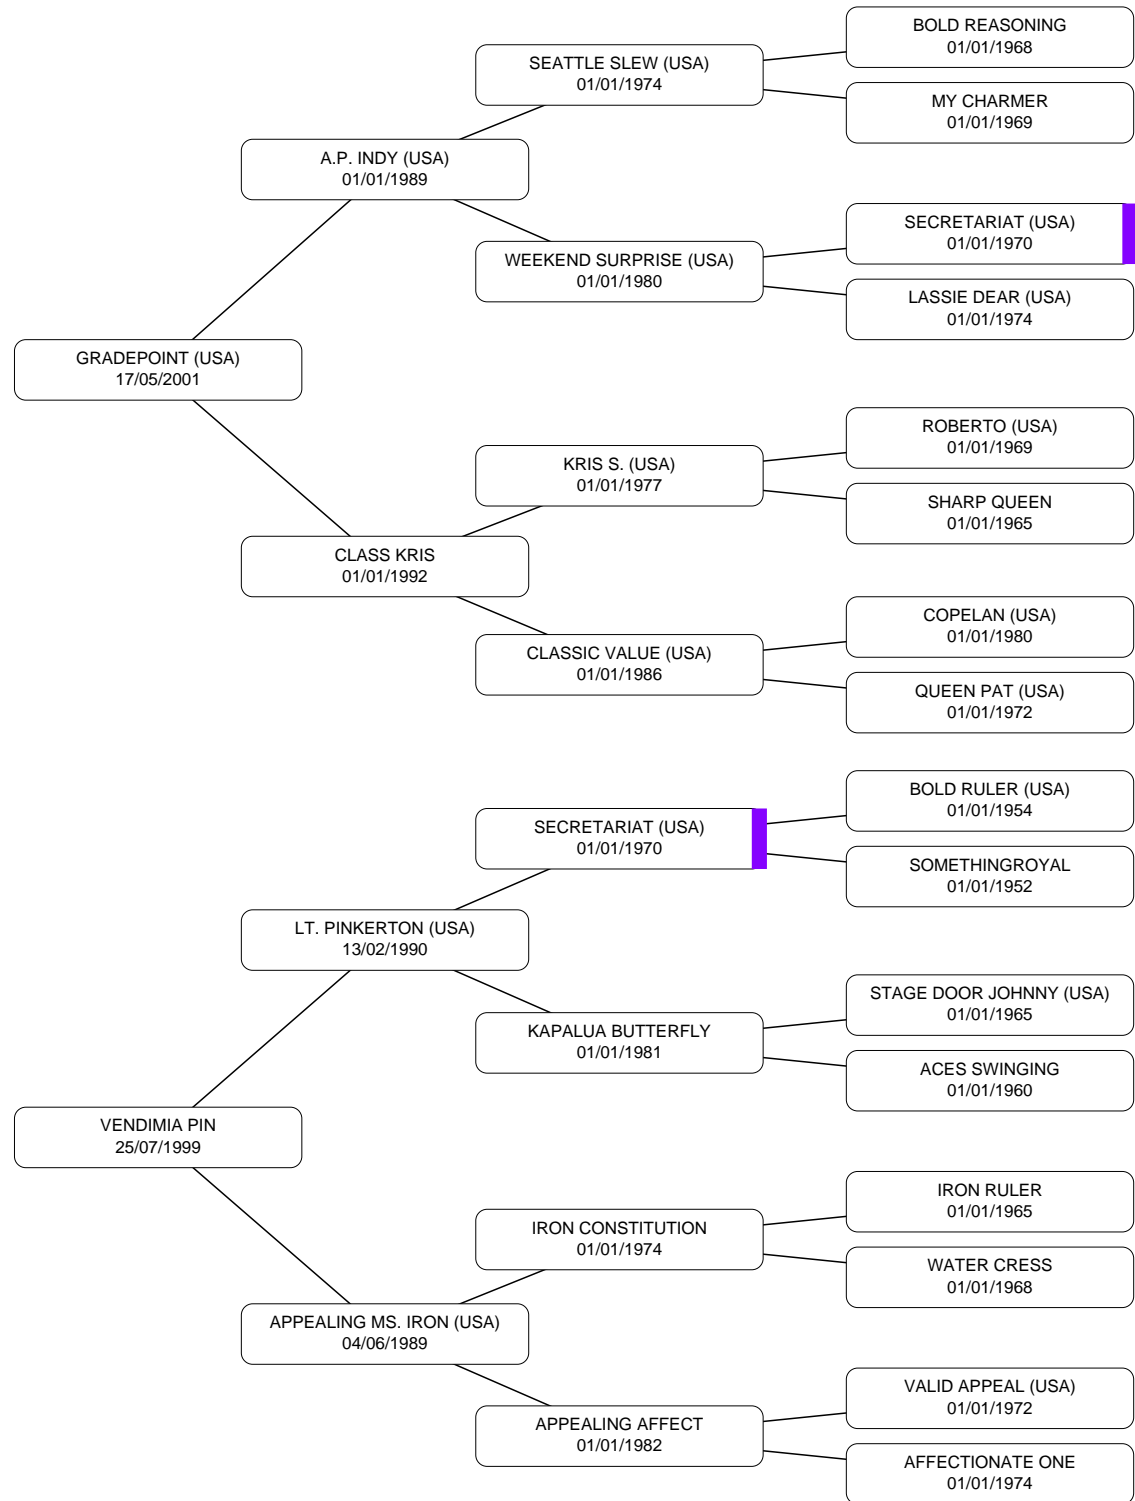 BOLD REASONING
01/01/1968
SEATTLE SLEW (USA)
01/01/1974
MY CHARMER
01/01/1969
A.P. INDY (USA)
01/01/1989
SECRETARIAT (USA)
01/01/1970
WEEKEND SURPRISE (USA)
01/01/1980
LASSIE DEAR (USA)
01/01/1974
GRADEPOINT (USA)
17/05/2001
ROBERTO (USA)
01/01/1969
KRIS S. (USA)
01/01/1977
SHARP QUEEN
01/01/1965
CLASS KRIS
01/01/1992
COPELAN (USA)
01/01/1980
CLASSIC VALUE (USA)
01/01/1986
QUEEN PAT (USA)
01/01/1972
BOLD RULER (USA)
01/01/1954
SECRETARIAT (USA)
01/01/1970
SOMETHINGROYAL
01/01/1952
LT. PINKERTON (USA)
13/02/1990
STAGE DOOR JOHNNY (USA)
01/01/1965
KAPALUA BUTTERFLY
01/01/1981
ACES SWINGING
01/01/1960
VENDIMIA PIN
25/07/1999
IRON RULER
01/01/1965
IRON CONSTITUTION
01/01/1974
WATER CRESS
01/01/1968
APPEALING MS. IRON (USA)
04/06/1989
VALID APPEAL (USA)
01/01/1972
APPEALING AFFECT
01/01/1982
AFFECTIONATE ONE
01/01/1974